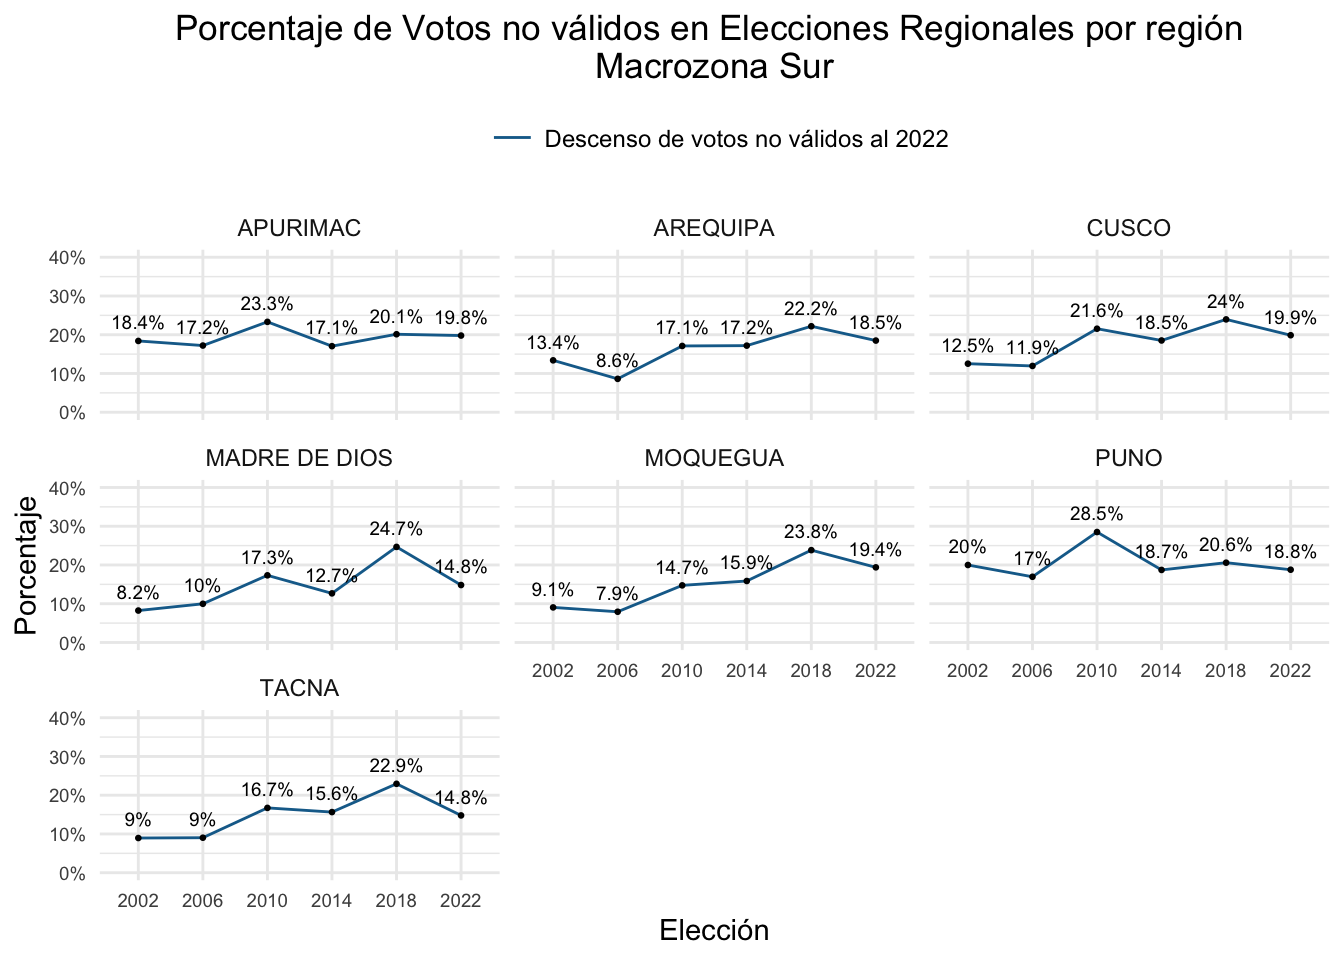 Porcentaje de Votos no válidos en Elecciones Regionales por región
Macrozona Sur
Descenso de votos no válidos al 2022
APURIMAC
40%
30%
20%
10%
0%
18.4% 17.2% 23.3% 17.1% 20.1% 19.8%
AREQUIPA
13.4% 8.6% 17.1% 17.2% 22.2% 18.5%
CUSCO
12.5% 11.9% 21.6% 18.5% 24% 19.9%
Porcentaje
MADRE DE DIOS
40%
30%
20%
10%
0%
8.2% 10% 17.3% 12.7% 24.7% 14.8%
MOQUEGUA
9.1% 7.9% 14.7% 15.9% 23.8% 19.4%
2002 2006 2010 2014 2018 2022
PUNO
20% 17% 28.5% 18.7% 20.6% 18.8%
2002 2006 2010 2014 2018 2022
TACNA
40%
30%
20%
10%
0%
9% 9% 16.7% 15.6% 22.9% 14.8%
2002 2006 2010 2014 2018 2022
Elección